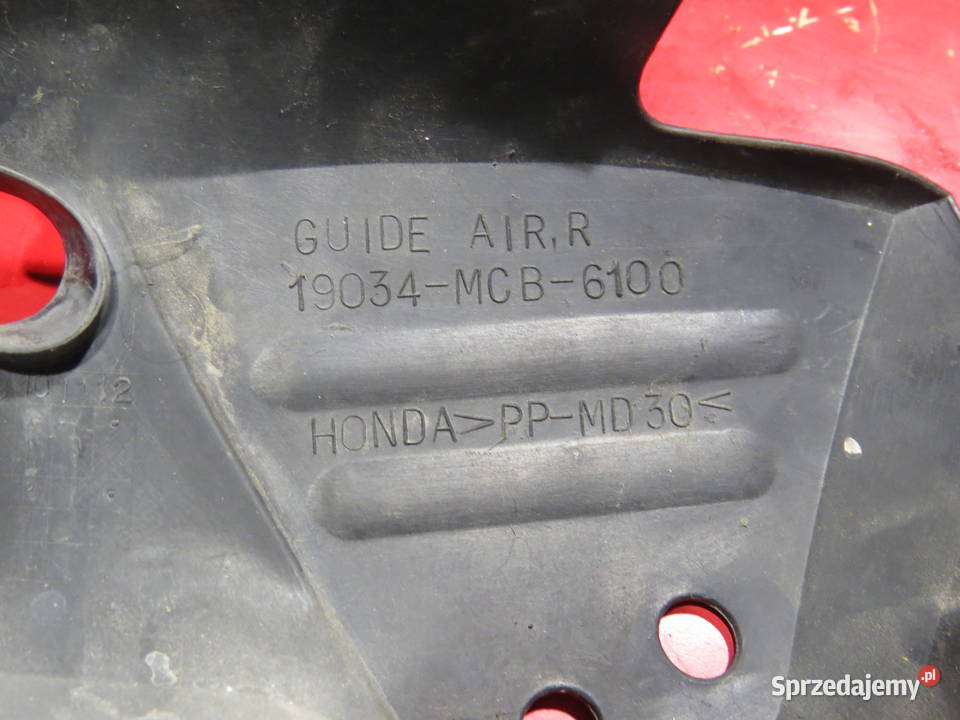 GUIDE AIR,R
19034-MCB-6100
HONDA>PP-MD30<
Sprzedajemy.pl